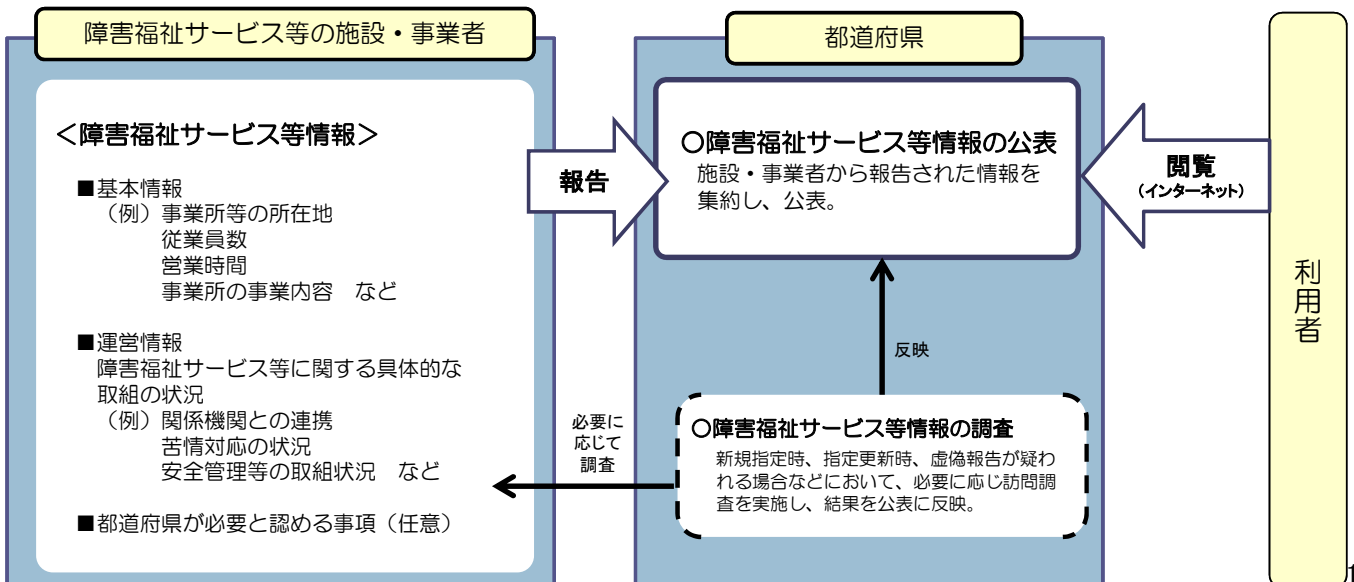 障害福祉サービス等の施設・事業者
<障害福祉サービス等情報>
■基本情報
(例)事業所等の所在地
従業員数
営業時間
事業所の事業内容 など
■運営情報
障害福祉サービス等に関する具体的な
取組の状況
(例)関係機関との連携
苦情対応の状況
安全管理等の取組状況 など
■都道府県が必要と認める事項(任意)
報告
必要に
応じて
調査
都道府県
○障害福祉サービス等情報の公表
施設・事業者から報告された情報を
集約し、公表。
反映
○障害福祉サービス等情報の調査
新規指定時、指定更新時、虚偽報告が疑わ
れる場合などにおいて、必要に応じ訪問調
査を実施し、結果を公表に反映。
閲覧
(インターネット)
利用者